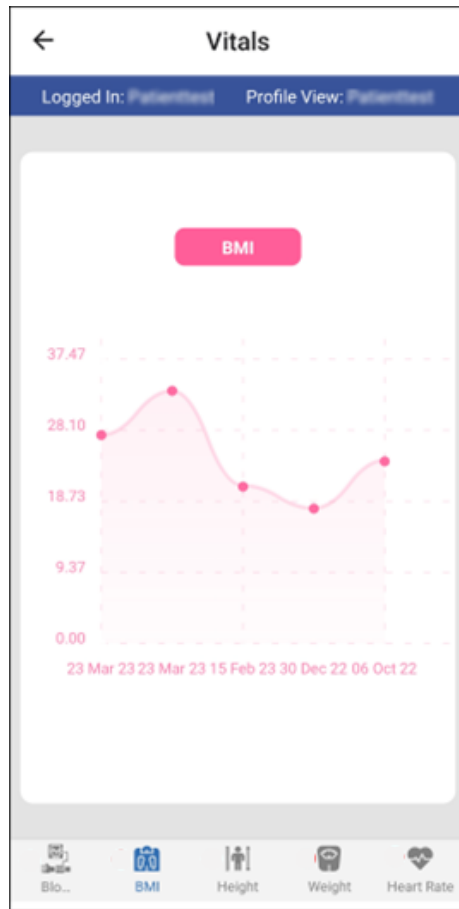 Vitals
Logged In: Profile View:
BMI
37.47
28.10
18.73
9.37
0.00
23 Mar 23 23 Mar 23 15 Feb 23 30 Dec 22 06 Oct 22
Blo... BMI Height Weight Heart Rate